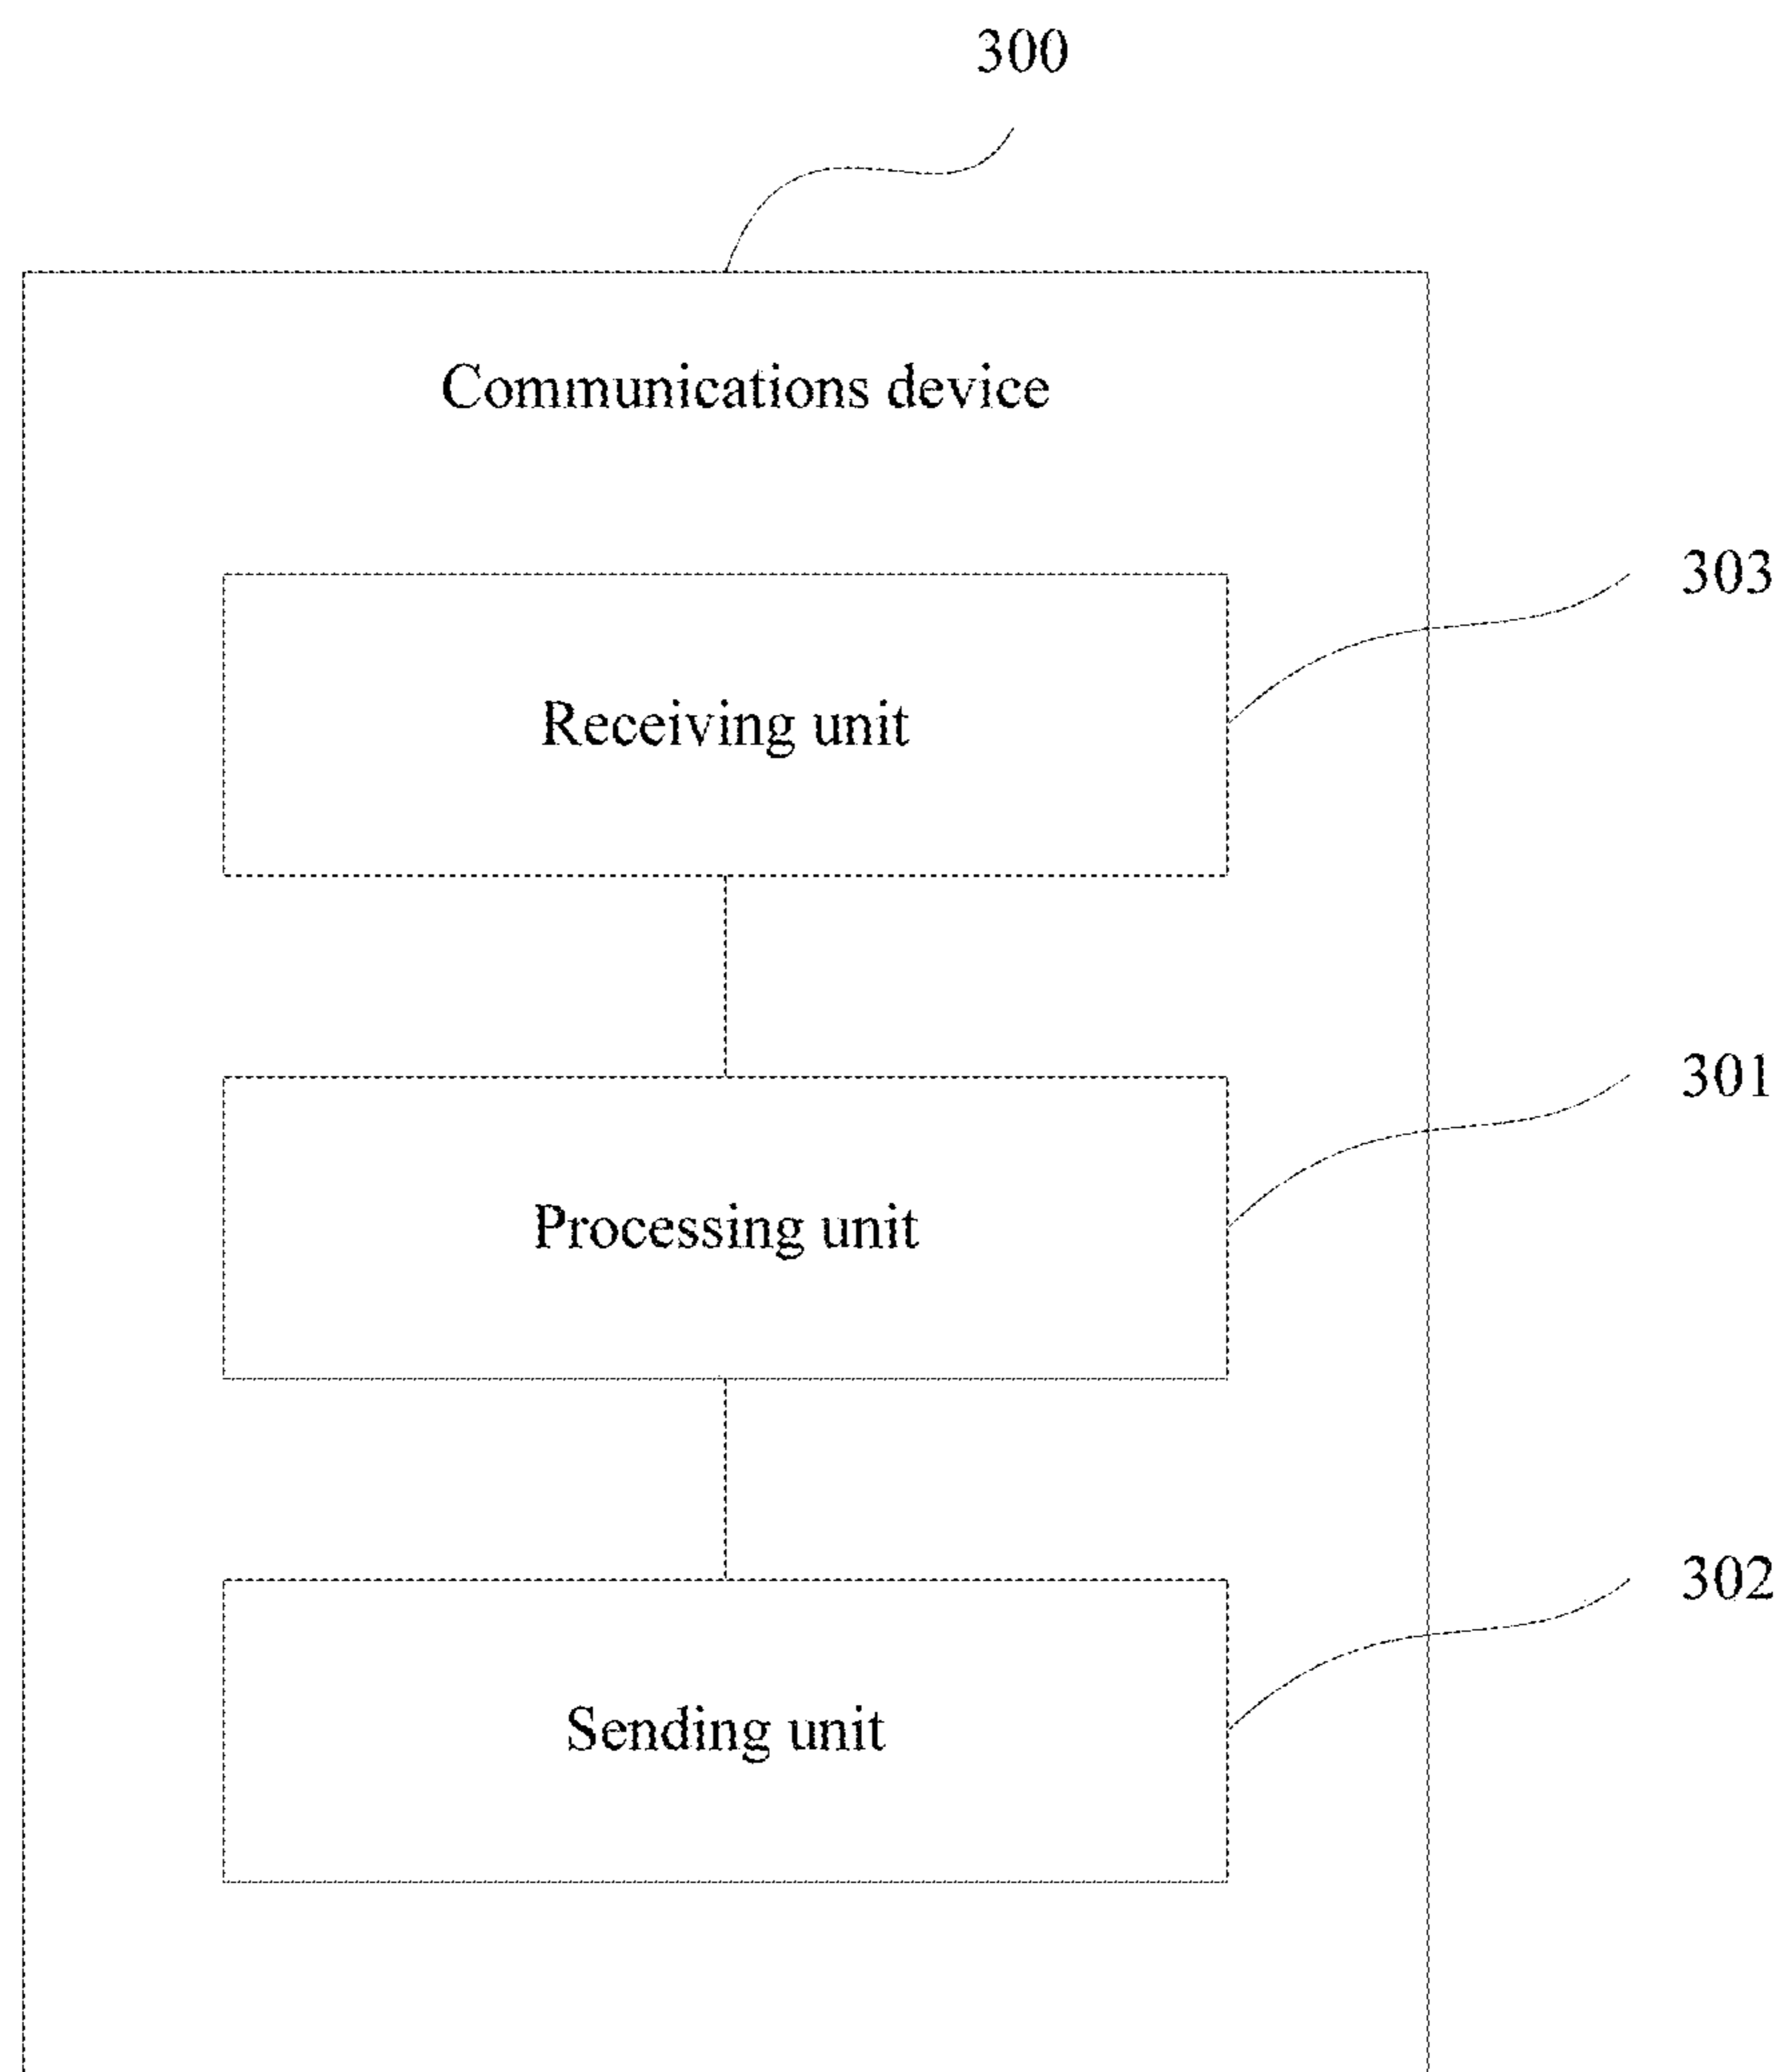 300
Communications device
303
Receiving unit
301
Processing unit
302
Sending unit